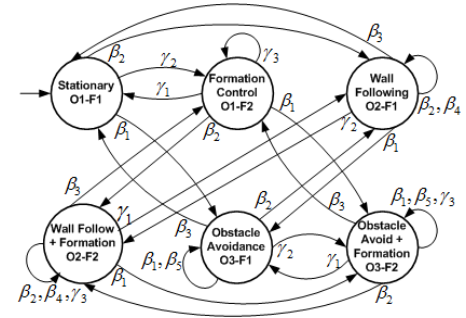 β₃
β₂
γ₂
γ₃
Stationary
O1-F1
Formation
Control
O1-F2
Wall
Following
O2-F1
γ₁
β₂, β₄
β₁
β₂
β₁
γ₂
β₁
β₃
γ₁
β₃
β₂
β₃
β₁, β₅, γ₃
Wall Follow
+ Formation
O2-F2
Obstacle
Avoidance
O3-F1
Obstacle
Avoid +
Formation
O3-F2
γ₂
γ₁
β₁, β₅
β₁
β₂, β₄, γ₃
β₂